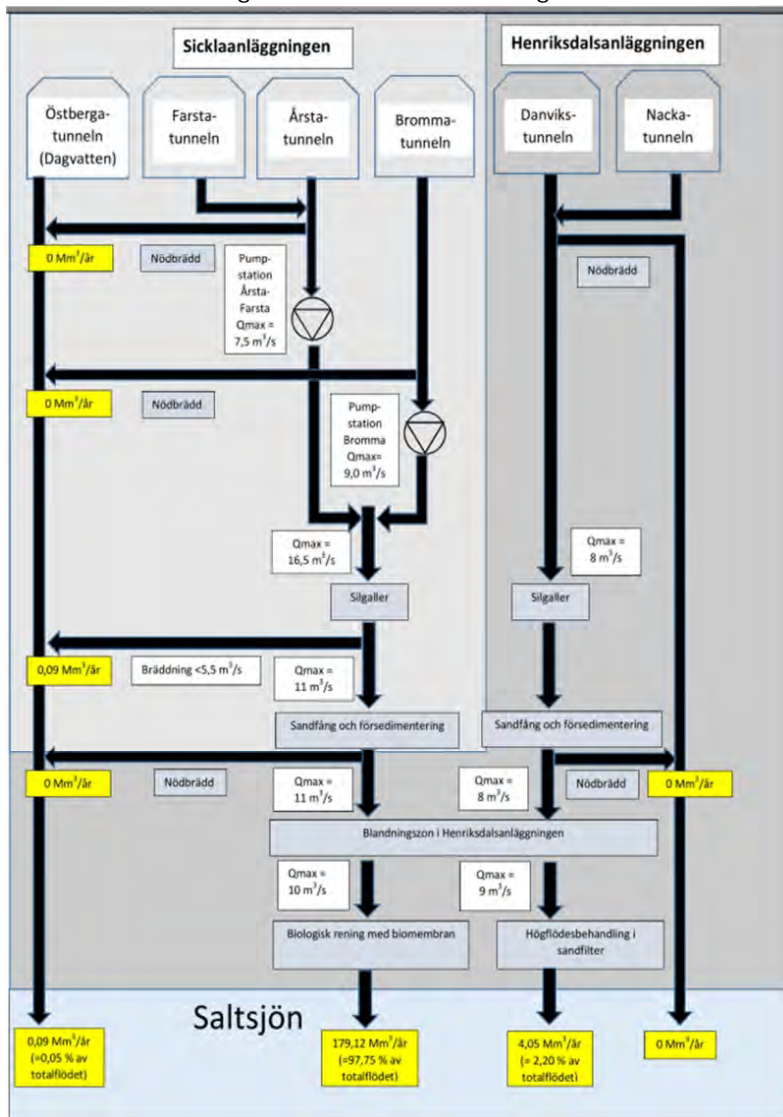 Sicklaanläggningen
Henriksdalsanläggningen
Östberga-
tunneln
(Dagvatten)
Farsta-
tunneln
Årsta-
tunneln
Bromma-
tunneln
Danviks-
tunneln
Nacka-
tunneln
0 Mm³/år
Nödbrädd
Pump-
station
Årsta-
Farsta
Qmax =
7,5 m³/s
Nödbrädd
0 Mm³/år
Nödbrädd
Pump-
station
Bromma
Qmax=
9,0 m³/s
Qmax =
16,5 m³/s
Qmax =
8 m³/s
Silgaller
Silgaller
0,09 Mm³/år
Bräddning <5,5 m³/s
Qmax =
11 m³/s
Sandfång och försedimentering
Sandfång och försedimentering
0 Mm³/år
Nödbrädd
Qmax =
11 m³/s
Qmax =
8 m³/s
Nödbrädd
0 Mm³/år
Blandningszon i Henriksdalsanläggningen
Qmax =
10 m³/s
Qmax =
9 m³/s
Biologisk rening med biomembran
Högflödesbehandling i
sandfilter
Saltsjön
0,09 Mm³/år
(=0,05 % av
totalflödet)
179,12 Mm³/år
(=97,75 % av
totalflödet)
4,05 Mm³/år
(= 2,20 % av
totalflödet)
0 Mm³/år